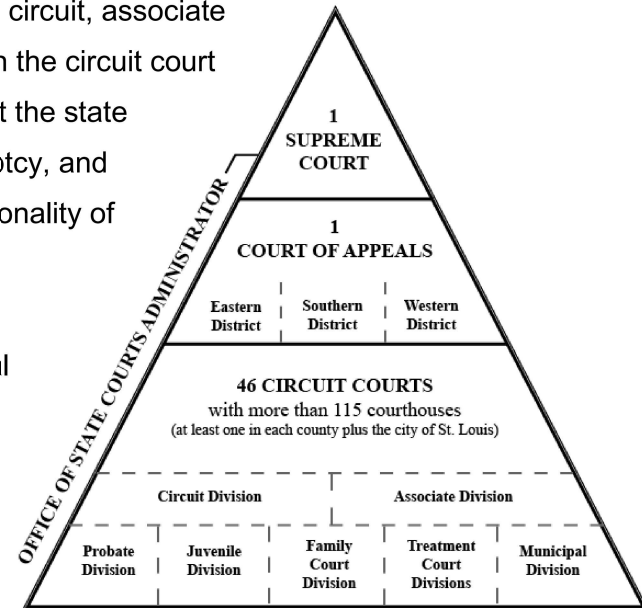 circuit, associate
the circuit court
the state
and
of
1
SUPREME
COURT
1
COURT OF APPEALS
Eastern
District
Southern
District
Western
District
OFFICE OF STATE COURTS ADMINISTRATOR
46 CIRCUIT COURTS
with more than 115 courthouses
(at least one in each county plus the city of St. Louis)
Circuit Division
Associate Division
Probate
Division
Juvenile
Division
Family
Court
Division
Treatment
Court
Divisions
Municipal
Division